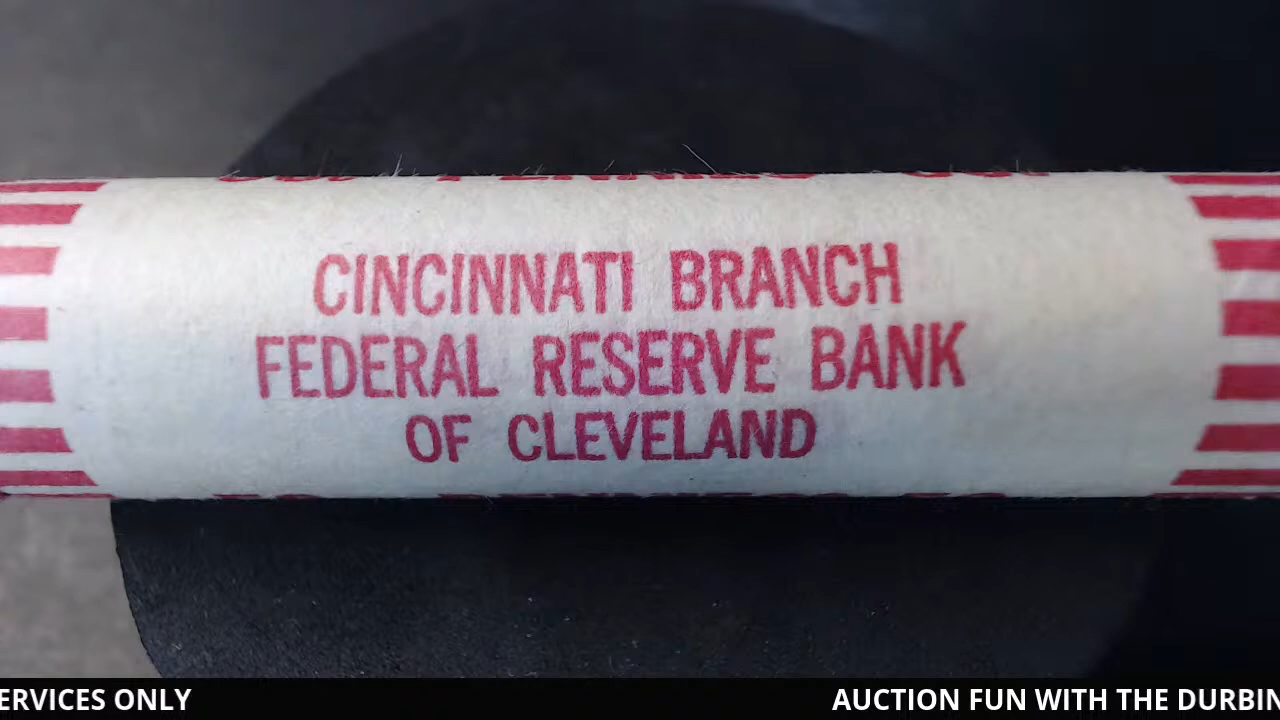 CINCINNATI BRANCH
FEDERAL RESERVE BANK
OF CLEVELAND
ERVICES ONLY
AUCTION FUN WITH THE DURBIN